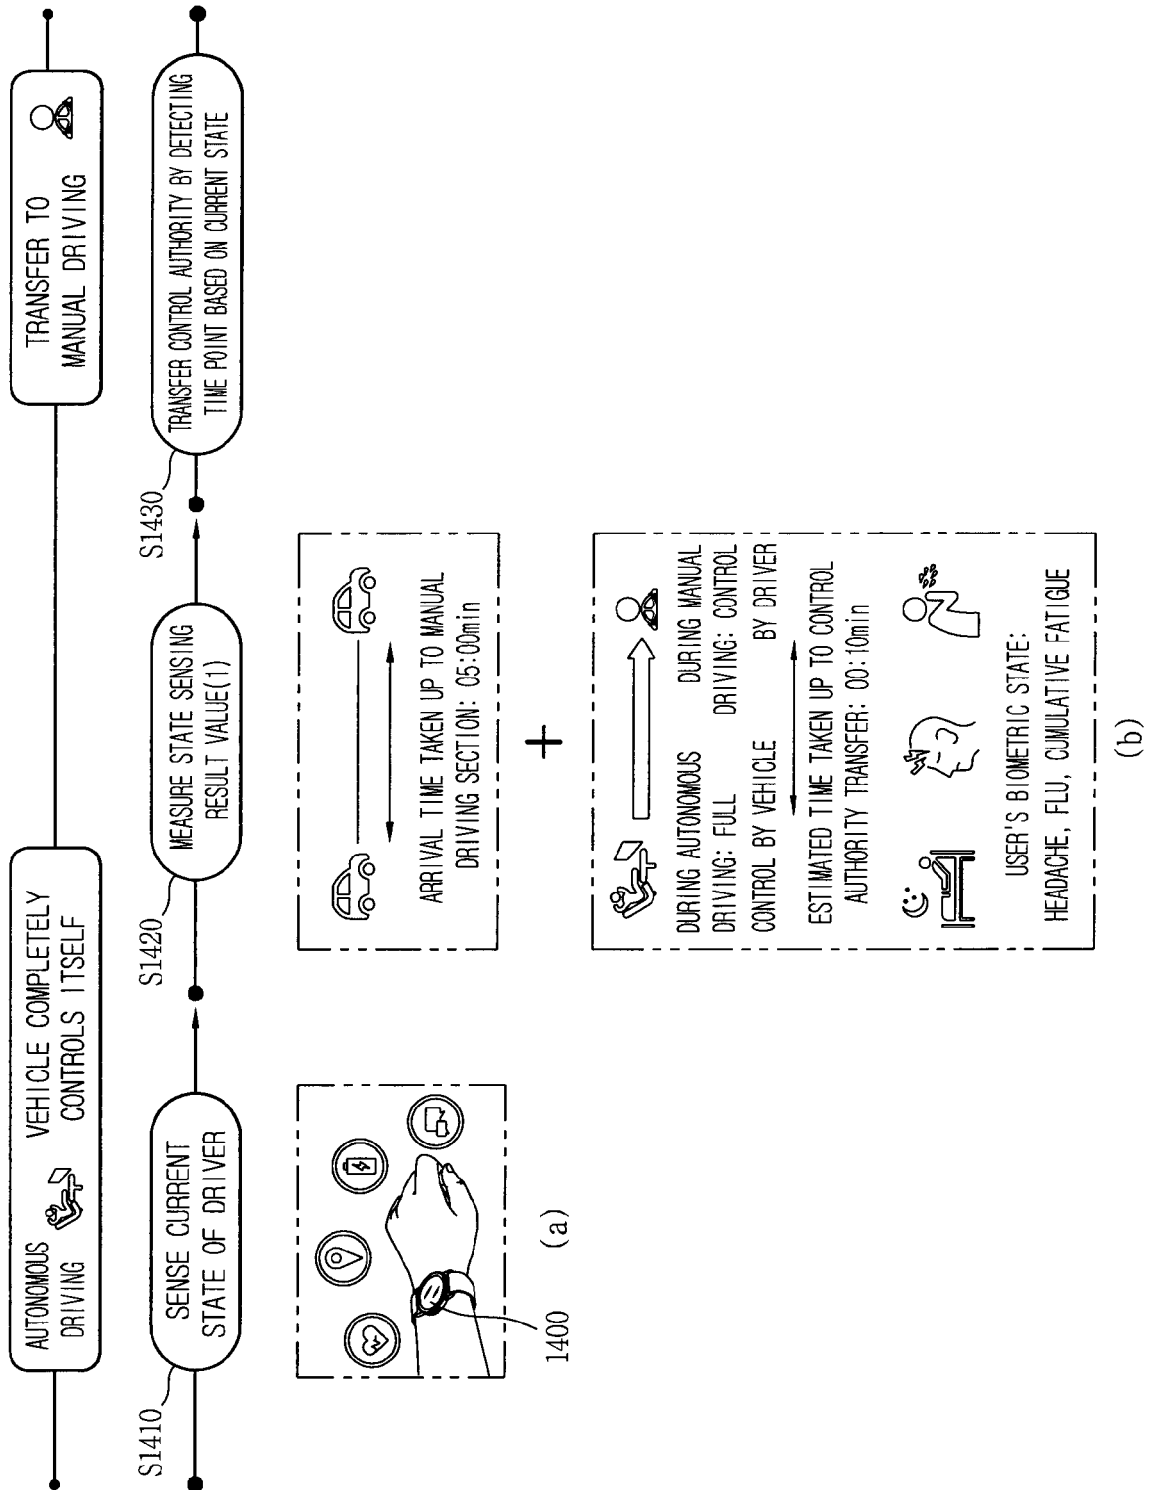 AUTONOMOUS
DRIVING
VEHICLE COMPLETELY
CONTROLS ITSELF
TRANSFER TO
MANUAL DRIVING
S1410
SENSE CURRENT
STATE OF DRIVER
S1420
MEASURE STATE SENSING
RESULT VALUE(1)
S1430
TRANSFER CONTROL AUTHORITY BY DETECTING
TIME POINT BASED ON CURRENT STATE
1400
(a)
ARRIVAL TIME TAKEN UP TO MANUAL
DRIVING SECTION: 05:00min
+
DURING AUTONOMOUS
DRIVING: FULL
CONTROL BY VEHICLE
DURING MANUAL
DRIVING: CONTROL
BY DRIVER
ESTIMATED TIME TAKEN UP TO CONTROL
AUTHORITY TRANSFER: 00:10min
USER'S BIOMETRIC STATE:
HEADACHE, FLU, CUMULATIVE FATIGUE
(b)